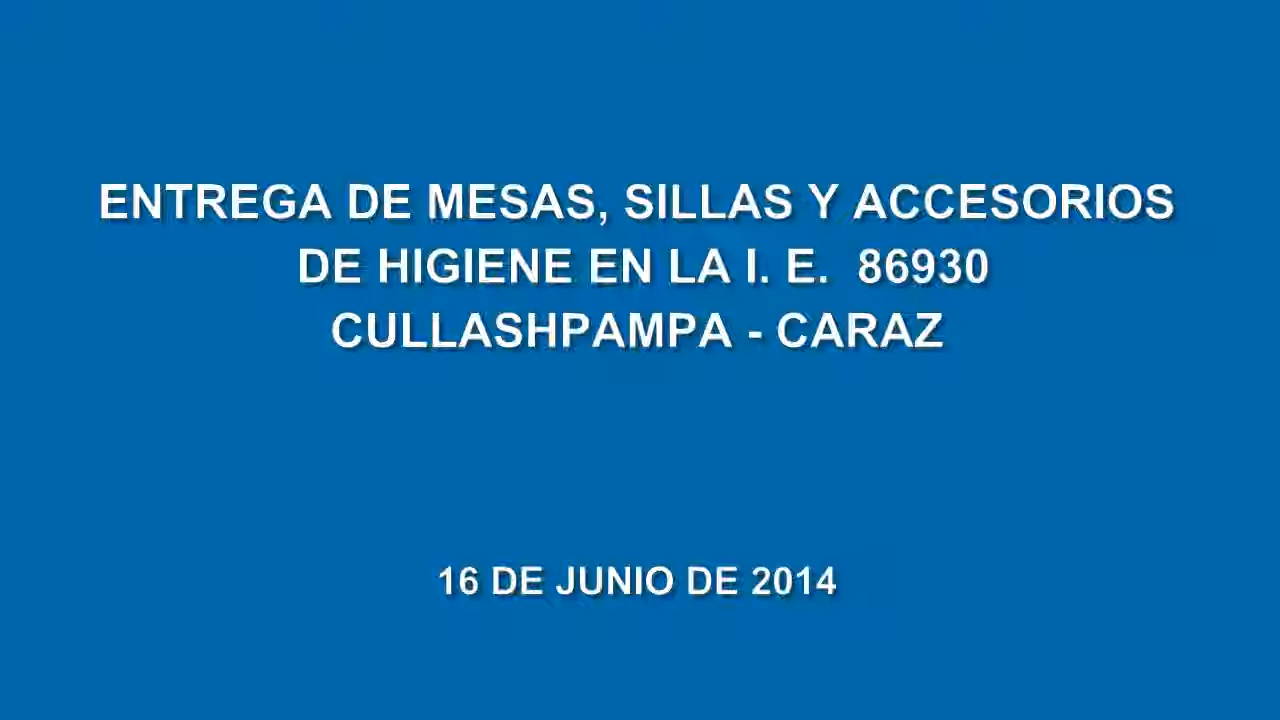 ENTREGA DE MESAS, SILLAS Y ACCESORIOS
DE HIGIENE EN LA I. E.  86930
CULLASHPAMPA - CARAZ
16 DE JUNIO DE 2014